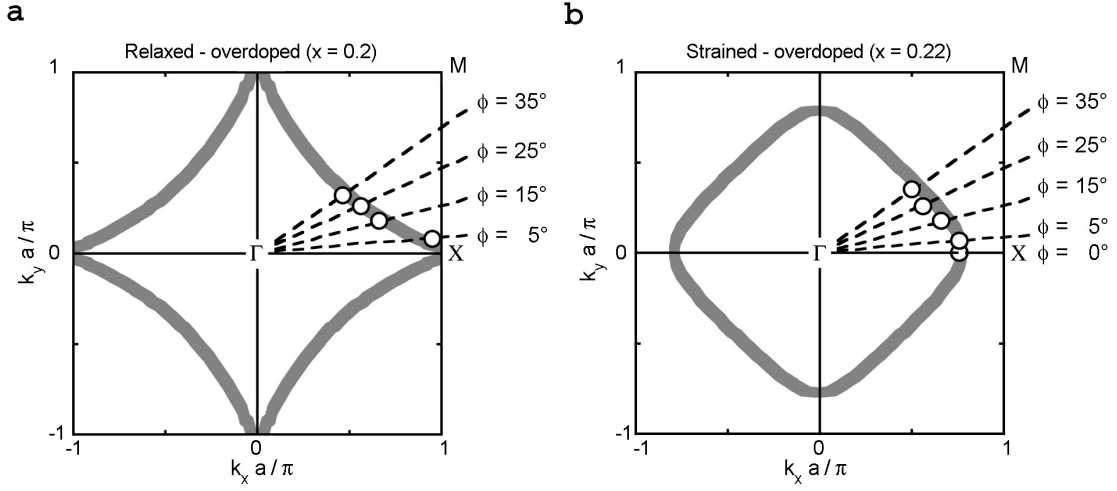 a
Relaxed - overdoped (x = 0.2)
1
M
ϕ = 35°
ϕ = 25°
ϕ = 15°
ϕ = 5°
k_y a / π
0
Γ
X
-1
-1
0
1
k_x a / π
b
Strained - overdoped (x = 0.22)
1
M
ϕ = 35°
ϕ = 25°
ϕ = 15°
ϕ = 5°
ϕ = 0°
k_y a / π
0
Γ
X
-1
-1
0
1
k_x a / π